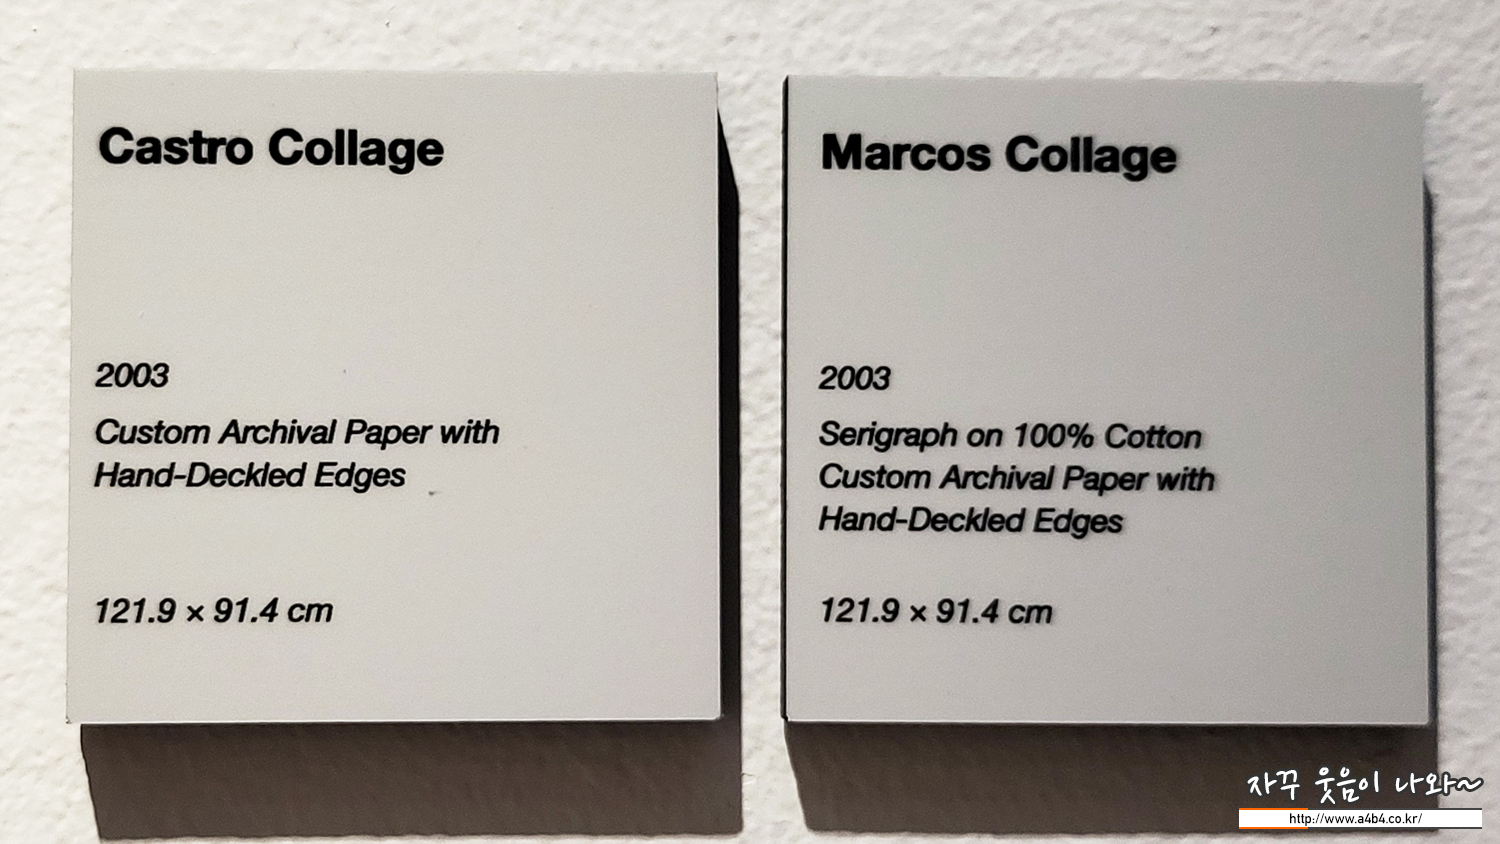 Castro Collage
2003
Custom Archival Paper with
Hand-Deckled Edges
121.9 × 91.4 cm
Marcos Collage
2003
Serigraph on 100% Cotton
Custom Archival Paper with
Hand-Deckled Edges
121.9 × 91.4 cm
자꾸 웃음이 나와~
http://www.a4b4.co.kr/